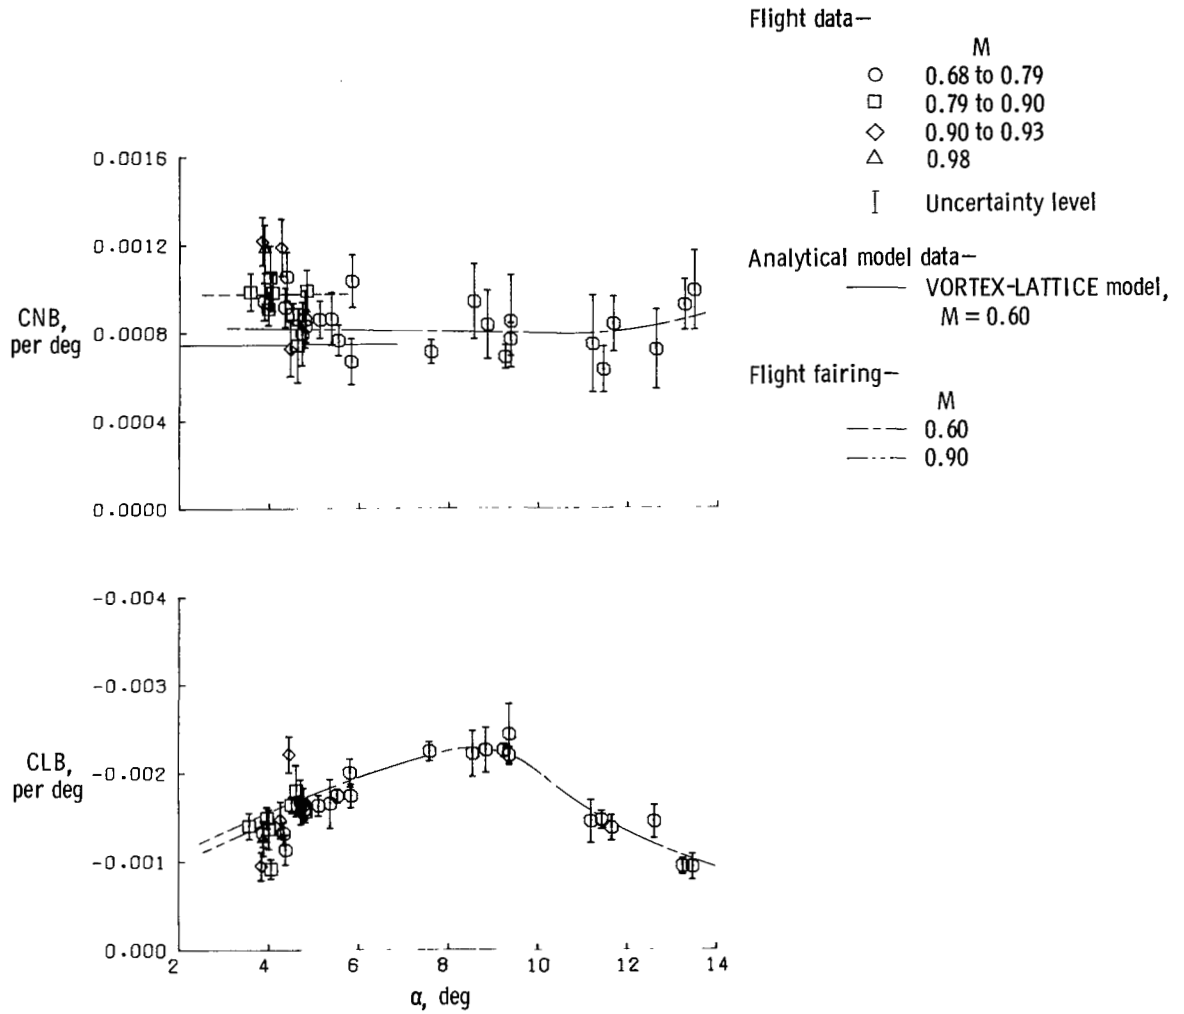 Flight data—
M
0.68 to 0.79
0.79 to 0.90
0.90 to 0.93
0.98
Uncertainty level
Analytical model data—
VORTEX-LATTICE model,
M = 0.60
Flight fairing—
M
0.60
0.90
0.0016
0.0012
CNB,
per deg
0.0008
0.0004
0.0000
-0.004
-0.003
CLB,
per deg
-0.002
-0.001
0.000
2 4 6 8 10 12 14
α, deg